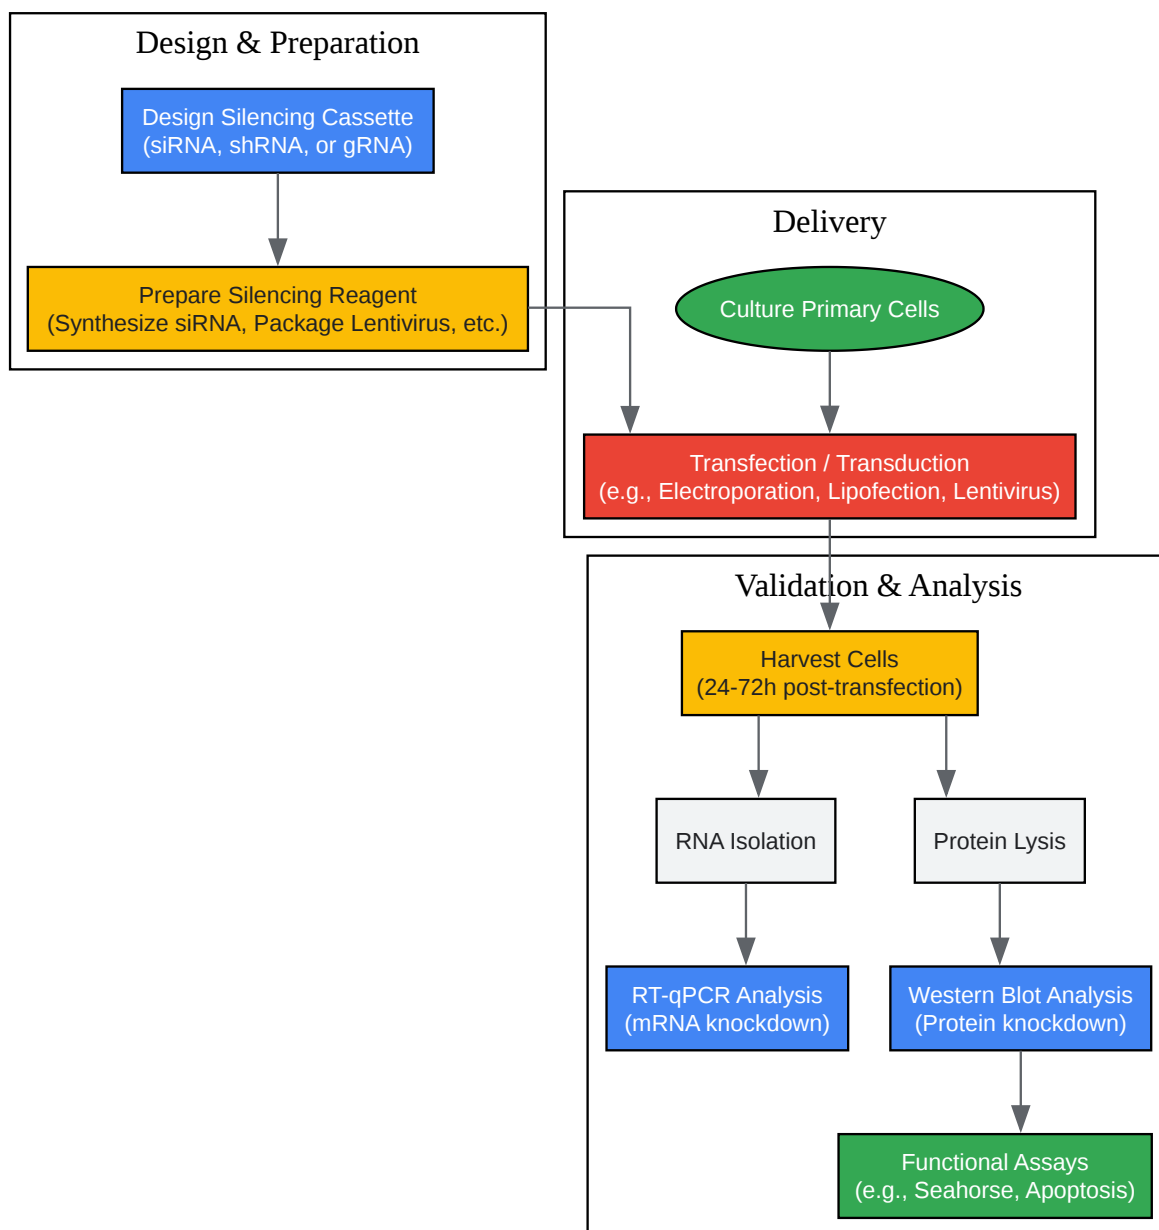 Design & Preparation
Design Silencing Cassette
(siRNA, shRNA, or gRNA)
Prepare Silencing Reagent
(Synthesize siRNA, Package Lentivirus, etc.)
Delivery
Culture Primary Cells
Transfection / Transduction
(e.g., Electroporation, Lipofection, Lentivirus)
Validation & Analysis
Harvest Cells
(24-72h post-transfection)
RNA Isolation
Protein Lysis
RT-qPCR Analysis
(mRNA knockdown)
Western Blot Analysis
(Protein knockdown)
Functional Assays
(e.g., Seahorse, Apoptosis)